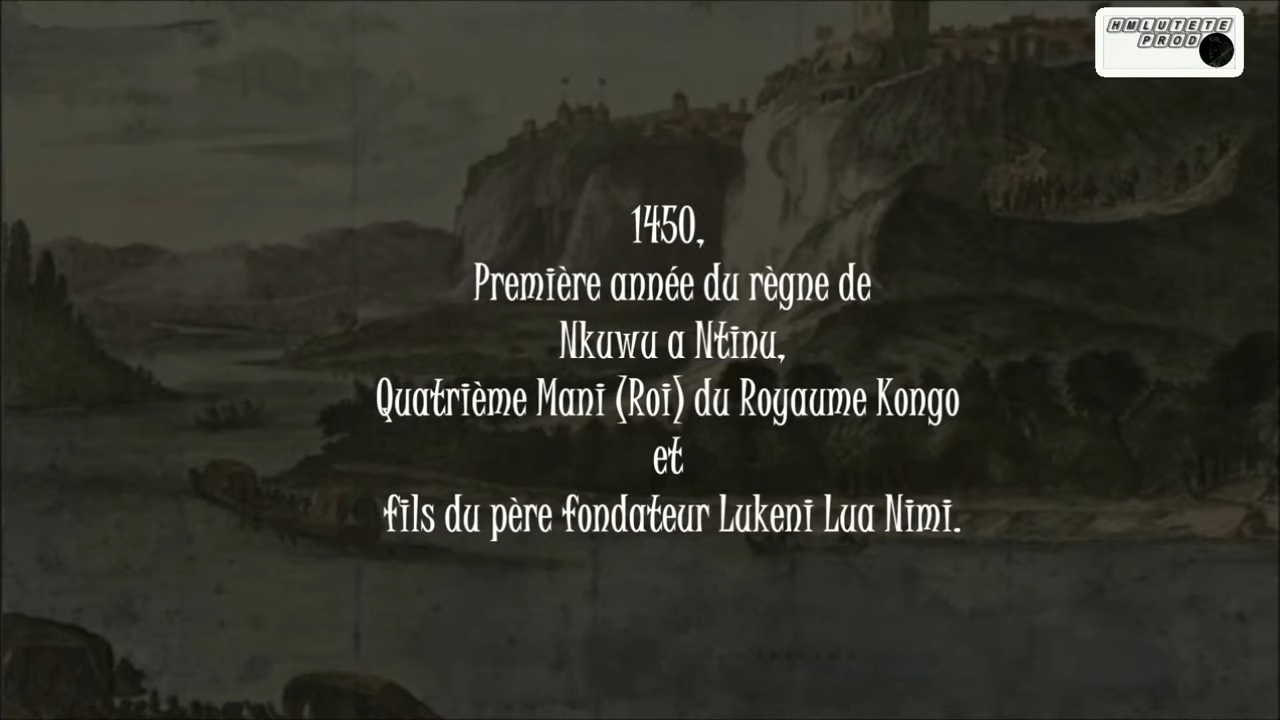 HMLUTETE
PROD
1450,
Première année du règne de
Nkuwu a Ntinu,
Quatrième Mani (Roi) du Royaume Kongo
et
fils du père fondateur Lukeni Lua Nimi.